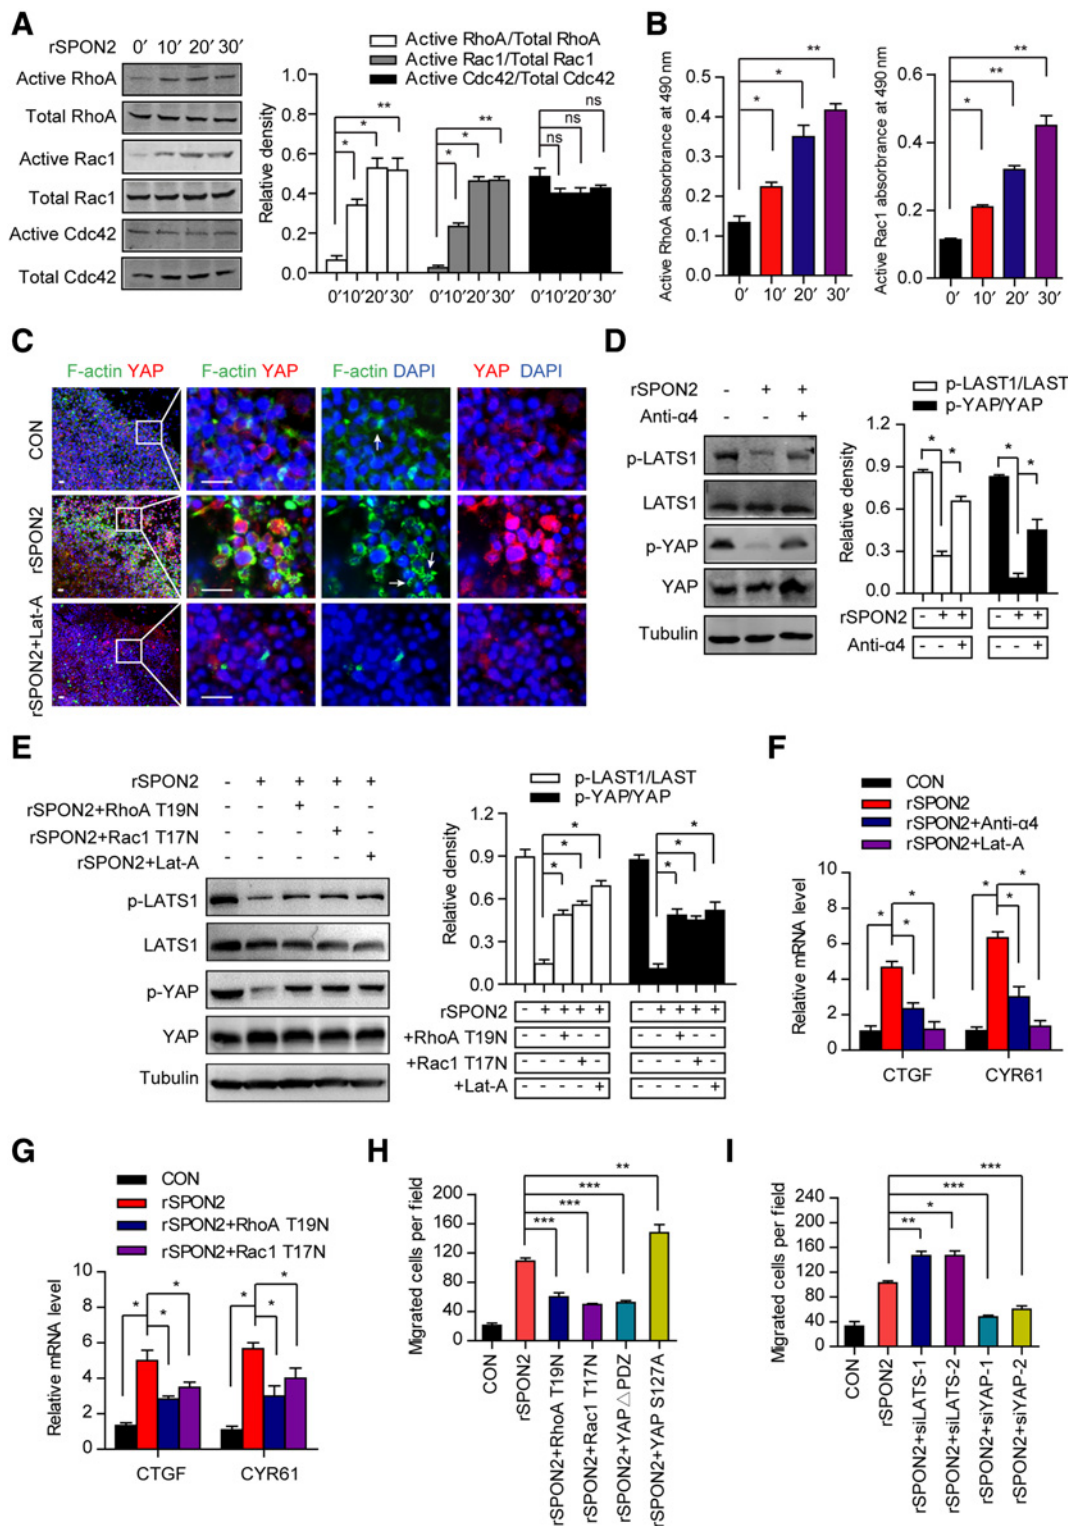 A
rSPON2 0′ 10′ 20′ 30′
Active RhoA
Total RhoA
Active Rac1
Total Rac1
Active Cdc42
Total Cdc42
Active RhoA/Total RhoA
Active Rac1/Total Rac1
Active Cdc42/Total Cdc42
Relative density
1.0
0.8
0.6
0.4
0.2
0.0
* * **
* * **
ns ns ns
0′10′20′30′ 0′10′20′30′ 0′10′20′30′
B
Active RhoA absorbrance at 490 nm
0.5
0.4
0.3
0.2
0.1
0.0
* * **
0′ 10′ 20′ 30′
Active Rac1 absorbrance at 490 nm
0.6
0.4
0.2
0.0
* ** **
0′ 10′ 20′ 30′
C
F-actin YAP F-actin YAP F-actin DAPI YAP DAPI
CON
rSPON2
rSPON2+Lat-A
D
rSPON2 - + +
Anti-α4 - - +
p-LATS1
LATS1
p-YAP
YAP
Tubulin
p-LAST1/LAST
p-YAP/YAP
Relative density
1.2
0.9
0.6
0.3
0.0
* * * *
rSPON2 - + + - + +
Anti-α4 - - + - - +
E
rSPON2 - + + + +
rSPON2+RhoA T19N - - + - -
rSPON2+Rac1 T17N - - - + -
rSPON2+Lat-A - - - - +
p-LATS1
LATS1
p-YAP
YAP
Tubulin
p-LAST1/LAST
p-YAP/YAP
Relative density
1.2
0.9
0.6
0.3
0.0
* * * * * *
rSPON2 - + + + + - + + + +
+RhoA T19N - - + - - - - + - -
+Rac1 T17N - - - + - - - - + -
+Lat-A - - - - + - - - - +
F
CON
rSPON2
rSPON2+Anti-α4
rSPON2+Lat-A
Relative mRNA level
10
8
6
4
2
0
* * * * * *
CTGF CYR61
G
CON
rSPON2
rSPON2+RhoA T19N
rSPON2+Rac1 T17N
Relative mRNA level
10
8
6
4
2
0
* * * * * *
CTGF CYR61
H
Migrated cells per field
200
160
120
80
40
0
*** *** *** **
CON
rSPON2
rSPON2+RhoA T19N
rSPON2+Rac1 T17N
rSPON2+YAP△PDZ
rSPON2+YAP S127A
I
Migrated cells per field
240
200
160
120
80
40
0
** * *** ***
CON
rSPON2
rSPON2+siLATS-1
rSPON2+siLATS-2
rSPON2+siYAP-1
rSPON2+siYAP-2